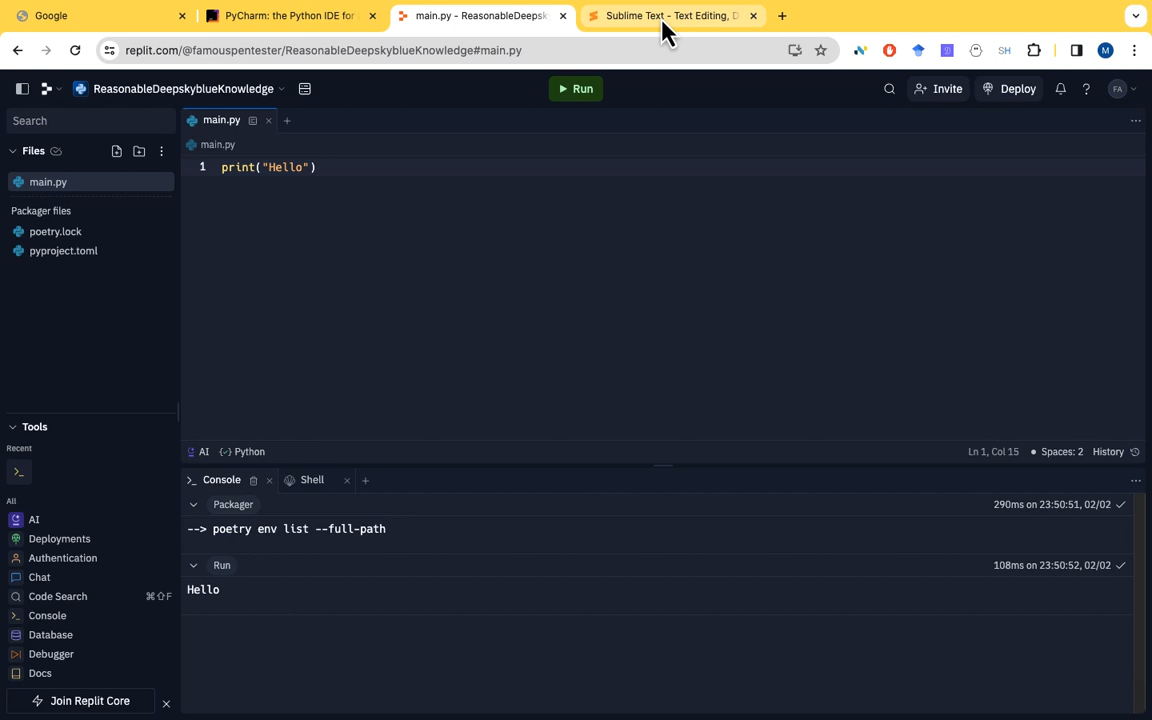 Google
PyCharm: the Python IDE for
main.py - ReasonableDeepsk
Sublime Text - Text Editing, D
replit.com/@famouspentester/ReasonableDeepskyblueKnowledge#main.py
SH
M
ReasonableDeepskyblueKnowledge
Run
Invite
Deploy
FA
Search
main.py
Files
main.py
1 print("Hello")
main.py
Packager files
poetry.lock
pyproject.toml
Tools
Recent
AI
Python
Ln 1, Col 15
Spaces: 2
History
Console
Shell
All
Packager
290ms on 23:50:51, 02/02
--> poetry env list --full-path
Run
108ms on 23:50:52, 02/02
Hello
AI
Deployments
Authentication
Chat
Code Search ⌘⇧F
Console
Database
Debugger
Docs
Join Replit Core